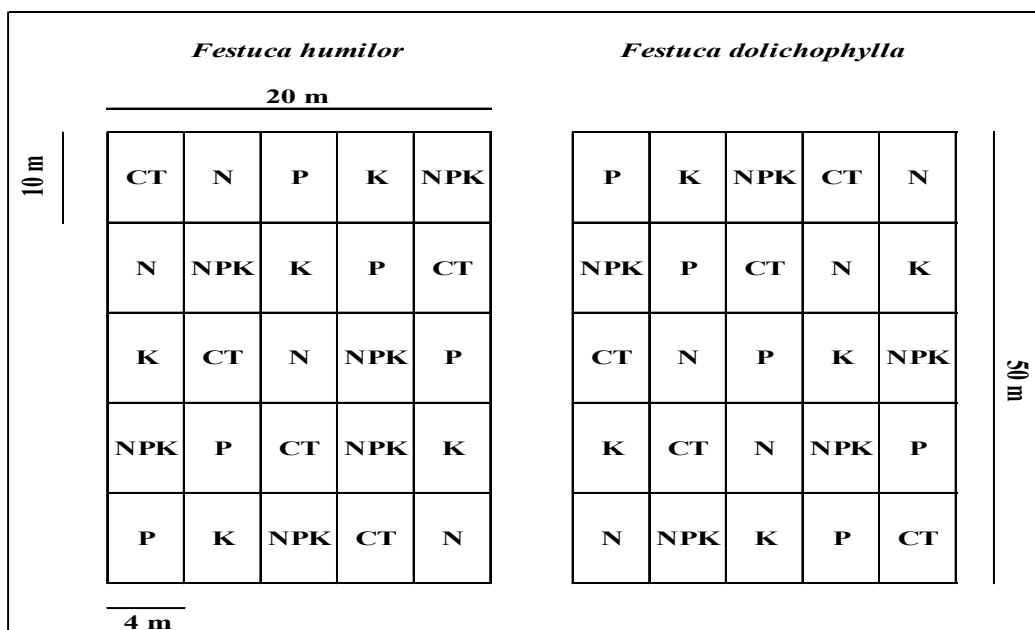 Festuca humilor Festuca dolichophylla
20 m
10 m
CT N P K NPK P K NPK CT N
N NPK K P CT NPK P CT N K
K CT N NPK P CT N P K NPK
50 m
NPK P CT NPK K K CT N NPK P
P K NPK CT N N NPK K P CT
4 m